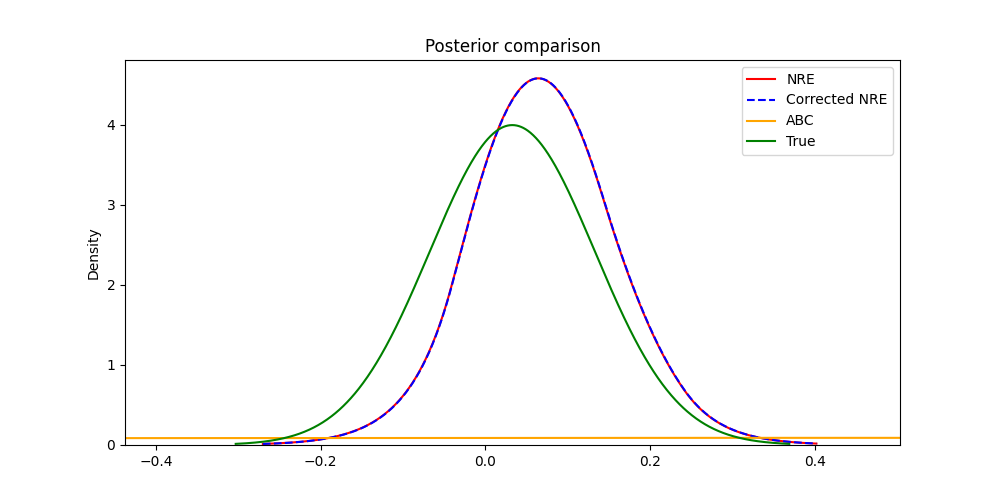 Posterior comparison
NRE
Corrected NRE
ABC
True
Density
4
3
2
1
0
−0.4
−0.2
0.0
0.2
0.4